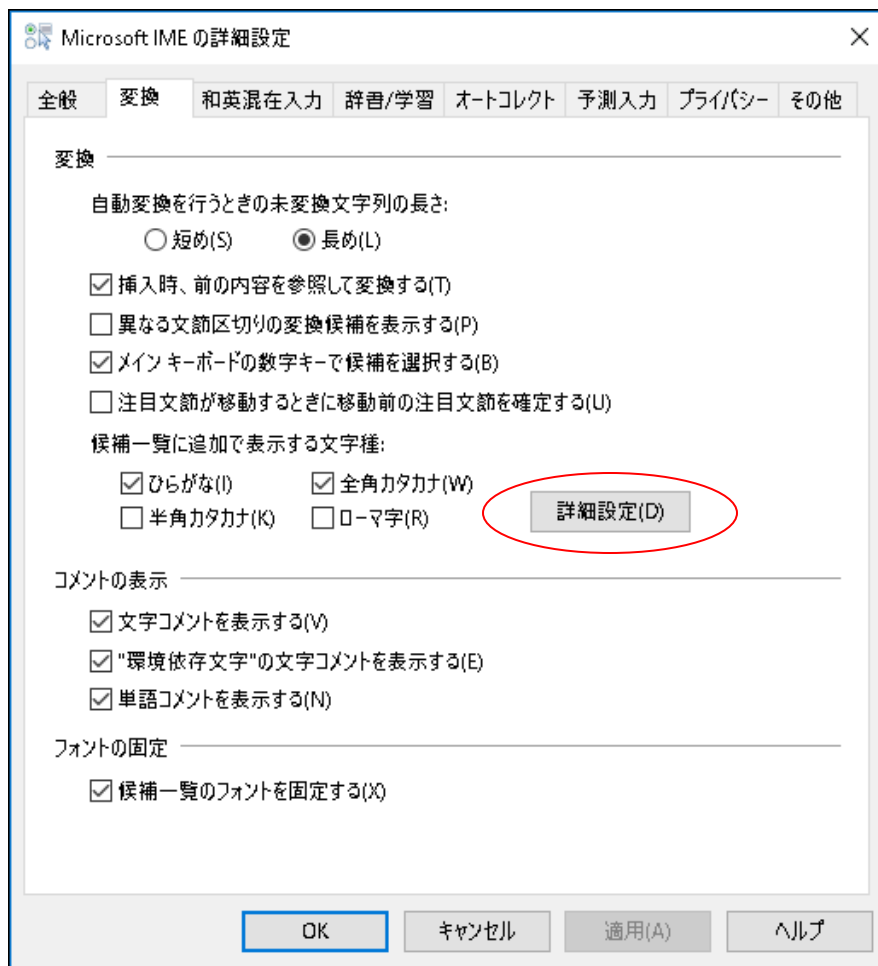 Microsoft IME の詳細設定
全般 変換 和英混在入力 辞書/学習 オートコレクト 予測入力 プライバシー その他
変換
自動変換を行うときの未変換文字列の長さ:
短め(S) 長め(L)
挿入時、前の内容を参照して変換する(T)
異なる文節区切りの変換候補を表示する(P)
メイン キーボードの数字キーで候補を選択する(B)
注目文節が移動するときに移動前の注目文節を確定する(U)
候補一覧に追加で表示する文字種:
ひらがな(I) 全角カタカナ(W)
半角カタカナ(K) ローマ字(R) 詳細設定(D)
コメントの表示
文字コメントを表示する(V)
"環境依存文字"の文字コメントを表示する(E)
単語コメントを表示する(N)
フォントの固定
候補一覧のフォントを固定する(X)
OK キャンセル 適用(A) ヘルプ